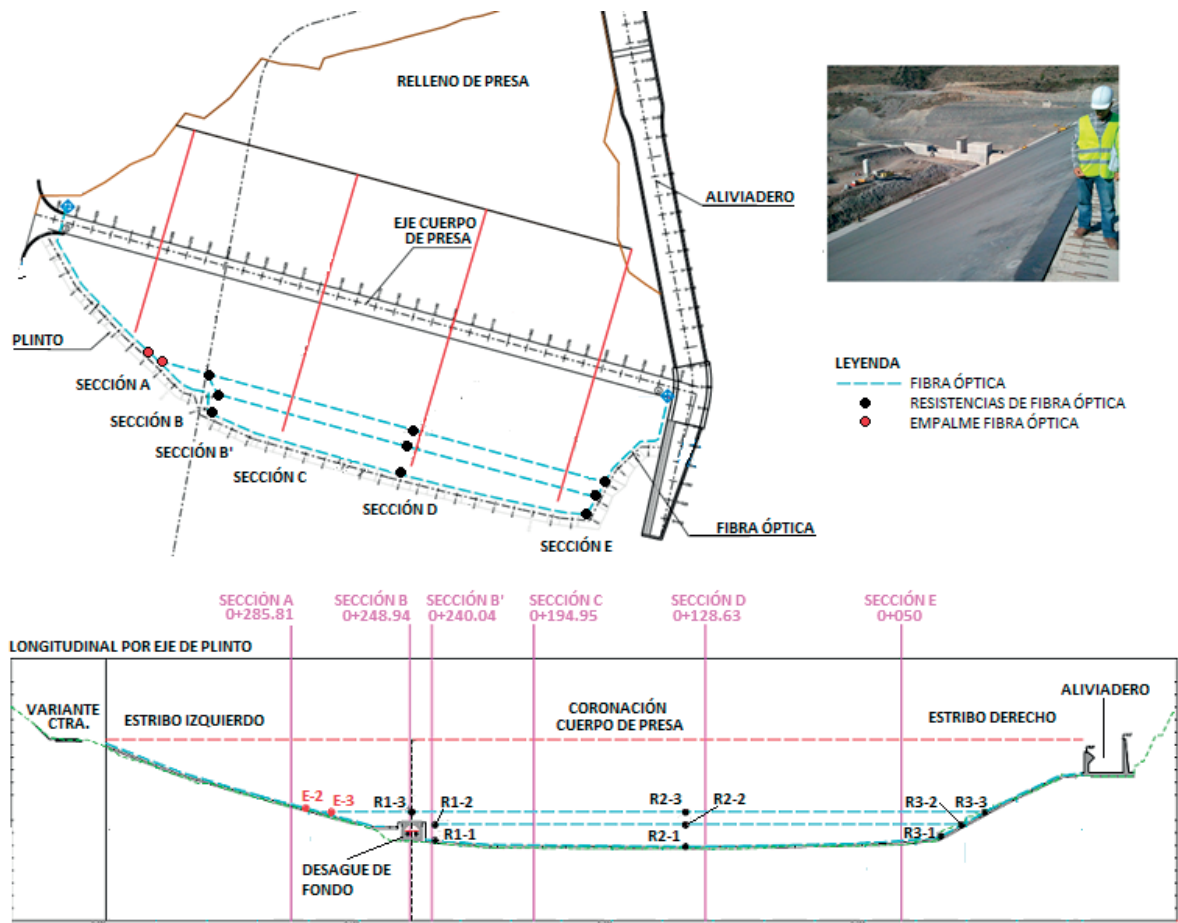 RELLENO DE PRESA
ALIVIADERO
EJE CUERPO
DE PRESA
PLINTO
SECCIÓN A
SECCIÓN B
SECCIÓN B'
SECCIÓN C
SECCIÓN D
SECCIÓN E
FIBRA ÓPTICA
LEYENDA
FIBRA ÓPTICA
RESISTENCIAS DE FIBRA ÓPTICA
EMPALME FIBRA ÓPTICA
SECCIÓN A
0+285.81
SECCIÓN B
0+248.94
SECCIÓN B'
0+240.04
SECCIÓN C
0+194.95
SECCIÓN D
0+128.63
SECCIÓN E
0+050
LONGITUDINAL POR EJE DE PLINTO
VARIANTE
CTRA.
ESTRIBO IZQUIERDO
CORONACIÓN
CUERPO DE PRESA
ESTRIBO DERECHO
ALIVIADERO
E-2
E-3
R1-3
R1-2
R1-1
R2-3
R2-2
R2-1
R3-2
R3-3
R3-1
DESAGUE DE
FONDO